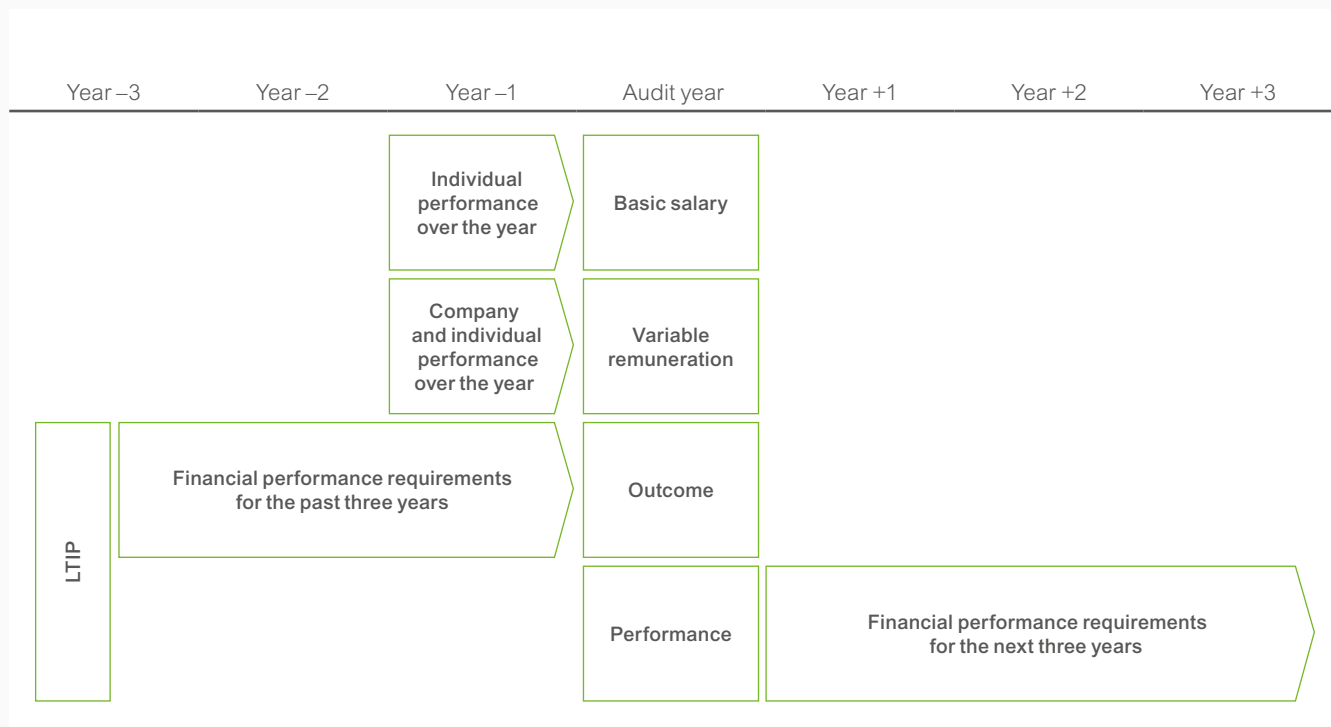 Year –3
Year –2
Year –1
Audit year
Year +1
Year +2
Year +3
Individual
performance
over the year
Basic salary
Company
and individual
performance
over the year
Variable
remuneration
LTIP
Financial performance requirements
for the past three years
Outcome
Performance
Financial performance requirements
for the next three years